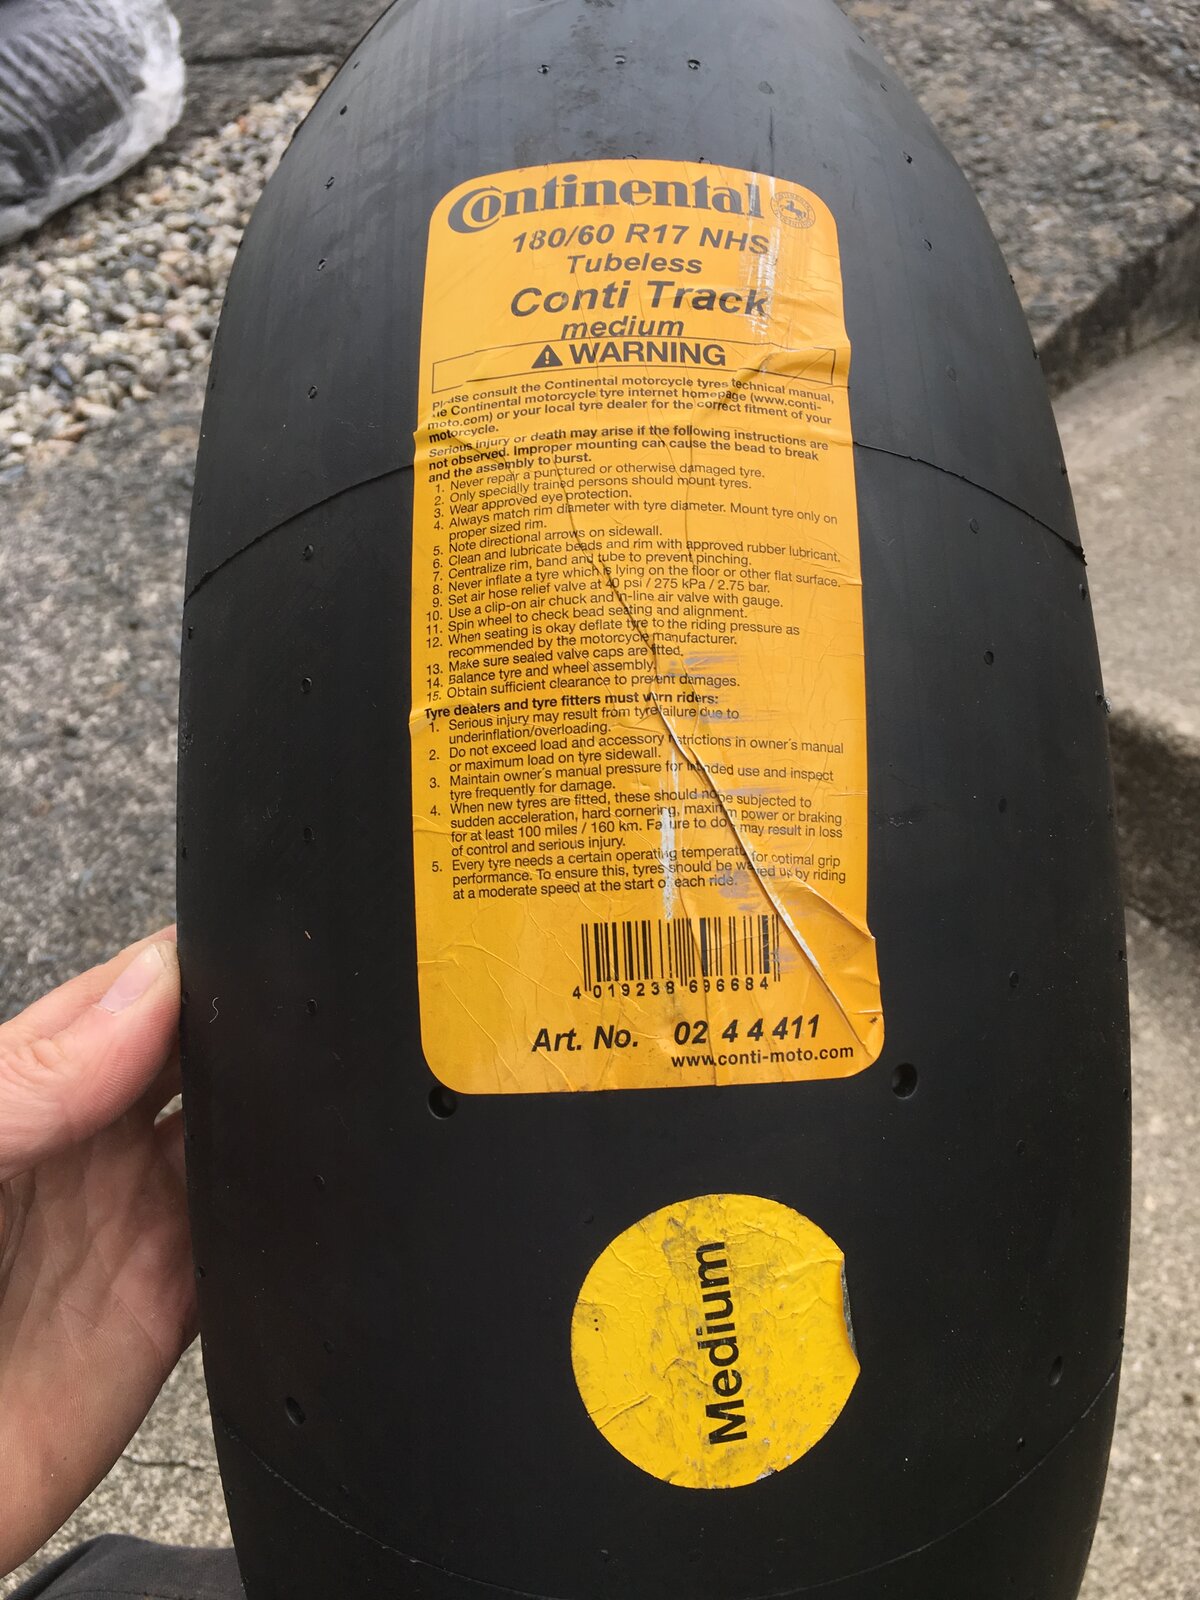 Continental
180/60 R17 NHS
Tubeless
Conti Track
medium
WARNING
Please consult the Continental motorcycle tyres technical manual,
the Continental motorcycle tyre internet homepage (www.conti-
moto.com) or your local tyre dealer for the correct fitment of your
motorcycle.
Serious injury or death may arise if the following instructions are
not observed. Improper mounting can cause the bead to break
and the assembly to burst.
1. Never repair a punctured or otherwise damaged tyre.
2. Only specially trained persons should mount tyres.
3. Wear approved eye protection.
4. Always match rim diameter with tyre diameter. Mount tyre only on
proper sized rim.
5. Note directional arrows on sidewall.
6. Clean and lubricate beads and rim with approved rubber lubricant.
7. Centralize rim, band and tube to prevent pinching.
8. Never inflate a tyre which is lying on the floor or other flat surface.
9. Set air hose relief valve at 40 psi / 275 kPa / 2.75 bar.
10. Use a clip-on air chuck and in-line air valve with gauge.
11. Spin wheel to check bead seating and alignment.
12. When seating is okay deflate tyre to the riding pressure as
recommended by the motorcycle manufacturer.
13. Make sure sealed valve caps are fitted.
14. Balance tyre and wheel assembly.
15. Obtain sufficient clearance to prevent damages.
Tyre dealers and tyre fitters must warn riders:
1. Serious injury may result from tyre failure due to
underinflation/overloading.
2. Do not exceed load and accessory restrictions in owner´s manual
or maximum load on tyre sidewall.
3. Maintain owner´s manual pressure for intended use and inspect
tyre frequently for damage.
4. When new tyres are fitted, these should not be subjected to
sudden acceleration, hard cornering, maximum power or braking
for at least 100 miles / 160 km. Failure to do so may result in loss
of control and serious injury.
5. Every tyre needs a certain operating temperature for optimal grip
performance. To ensure this, tyres should be warmed up by riding
at a moderate speed at the start of each ride.
4 019238 696684
Art. No. 02 4 4 411
www.conti-moto.com
Medium